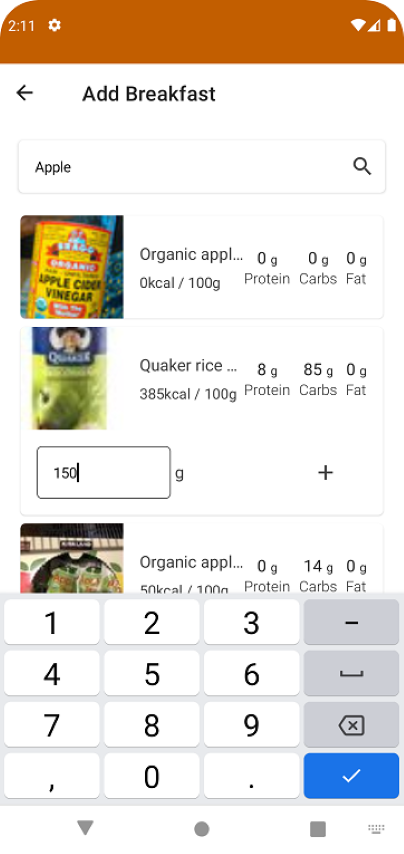 2:11
Add Breakfast
Apple
BRAGG
ORGANIC
APPLE CIDER
VINEGAR
Organic appl...
0kcal / 100g
0 g
Protein
0 g
Carbs
0 g
Fat
QUAKER
Quaker rice ...
385kcal / 100g
8 g
Protein
85 g
Carbs
0 g
Fat
150
g
+
KIRKLAND
Organic appl...
50kcal / 100g
0 g
Protein
14 g
Carbs
0 g
Fat
1
2
3
-
4
5
6
7
8
9
,
0
.